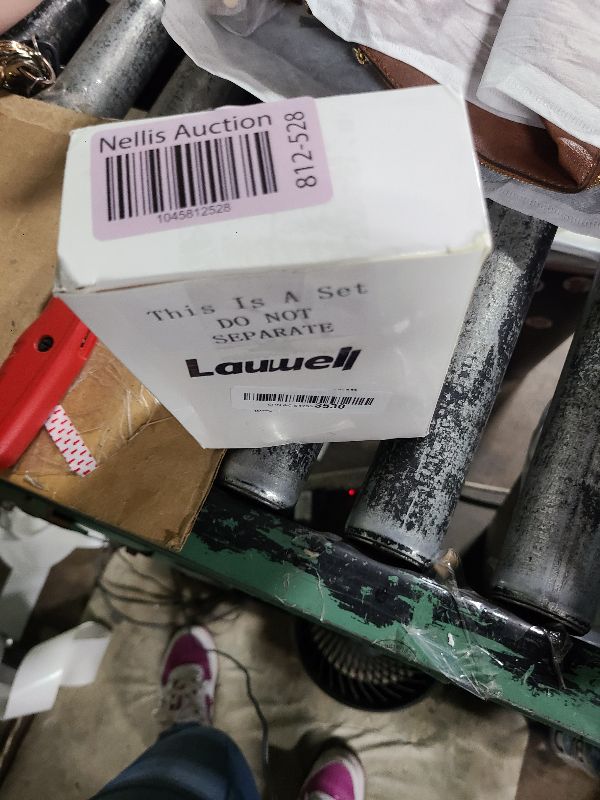 Nellis Auction
812-528
1045812528
This Is A Set
DO NOT
SEPARATE
Lauwell